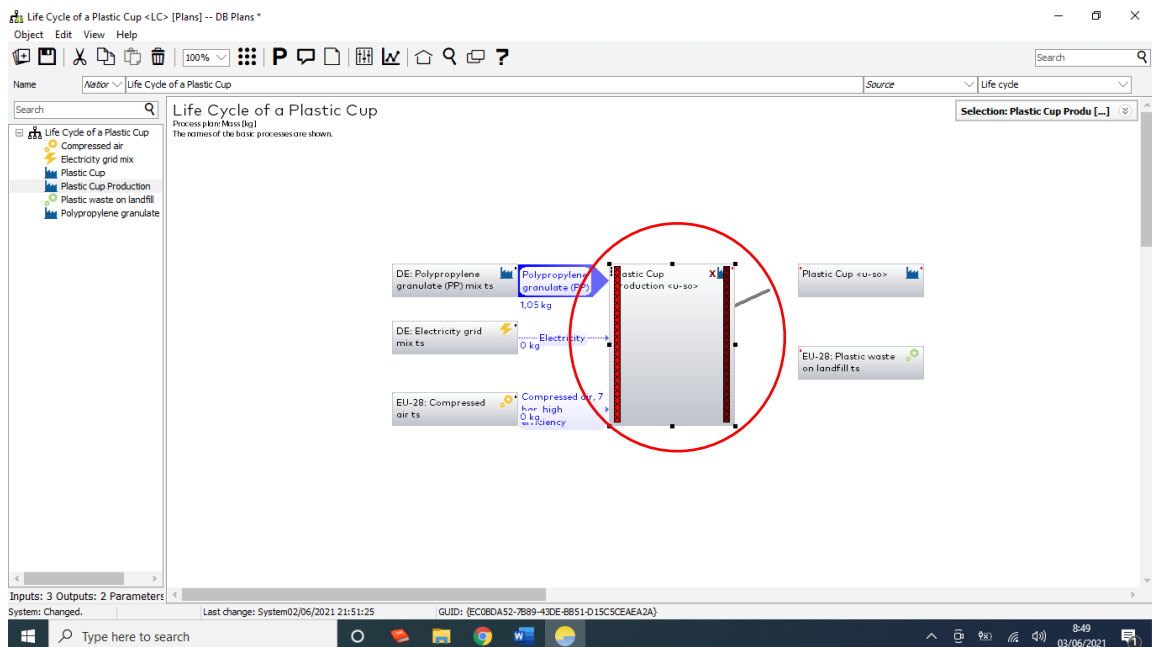 Life Cycle of a Plastic Cup <LC> [Plans] -- DB Plans *
Object Edit View Help
100%
P
?
Search
Name
Nation
Life Cycle of a Plastic Cup
Source
Life cycle
Search
Life Cycle of a Plastic Cup
Compressed air
Electricity grid mix
Plastic Cup
Plastic Cup Production
Plastic waste on landfill
Polypropylene granulate
Life Cycle of a Plastic Cup
Process plan: Mass [kg]
The names of the basic processes are shown.
Selection: Plastic Cup Produ [...]
DE: Polypropylene
granulate (PP) mix ts
Polypropylene
granulate (PP)
1,05 kg
DE: Electricity grid
mix ts
Electricity
0 kg
EU-28: Compressed
air ts
Compressed air, 7
bar, high
efficiency
0 kg
astic Cup
oduction <u-so>
X
Plastic Cup <u-so>
EU-28: Plastic waste
on landfill ts
Inputs: 3 Outputs: 2 Parameters
System: Changed.
Last change: System02/06/2021 21:51:25
GUID: {EC0BDA52-7B89-43DE-BB51-D15C5CEAEA2A}
Type here to search
8:49
03/06/2021
1